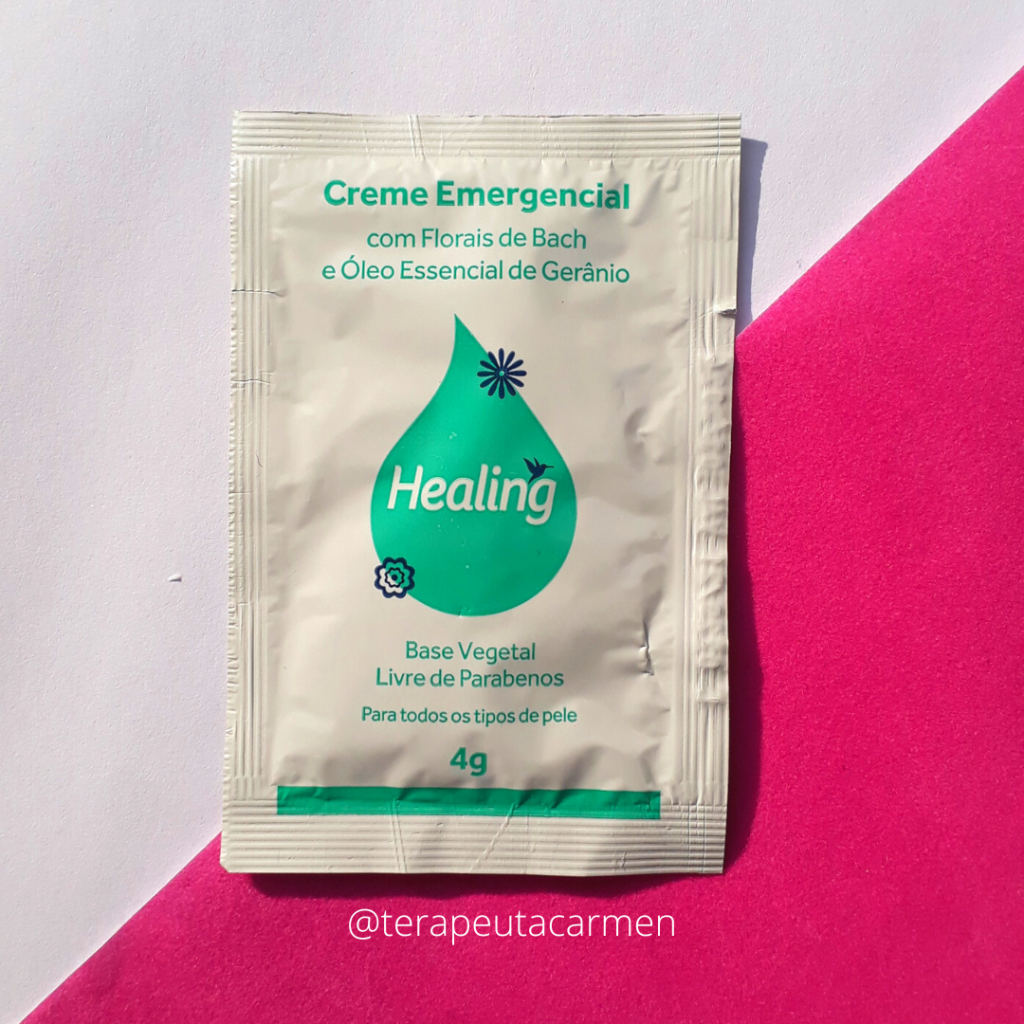 Creme Emergencial
com Florais de Bach
e Óleo Essencial de Gerânio
Healing
Base Vegetal
Livre de Parabenos
Para todos os tipos de pele
4g
@terapeutacarmen